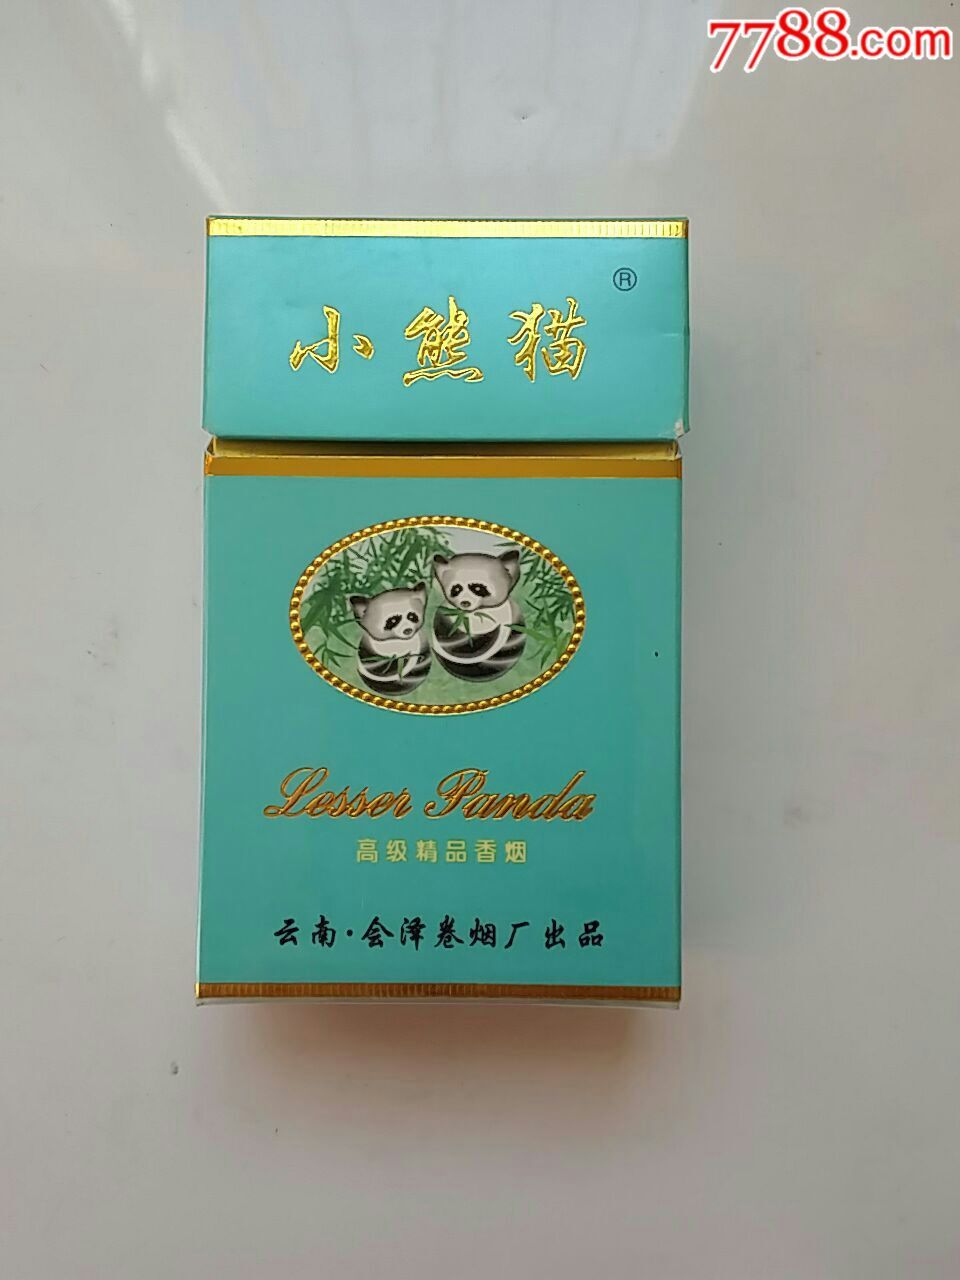 7788.com
小熊猫®
Lesser Panda
高级精品香烟
云南·会泽卷烟厂出品